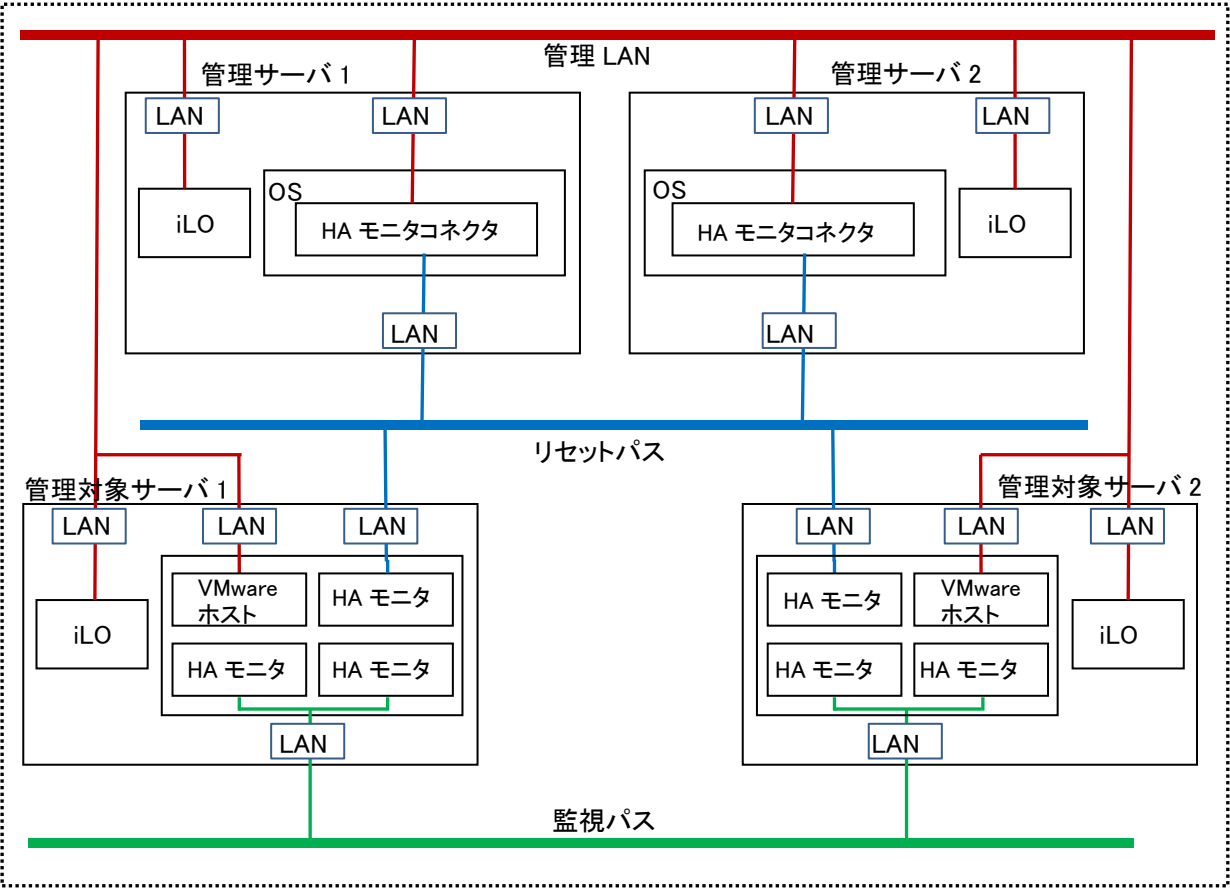 管理 LAN
管理サーバ 1
管理サーバ 2
LAN
LAN
LAN
LAN
OS
OS
iLO
HA モニタコネクタ
HA モニタコネクタ
iLO
LAN
LAN
リセットパス
管理対象サーバ 1
管理対象サーバ 2
LAN
LAN
LAN
LAN
LAN
LAN
VMware
ホスト
HA モニタ
HA モニタ
VMware
ホスト
iLO
iLO
HA モニタ
HA モニタ
HA モニタ
HA モニタ
LAN
LAN
監視パス